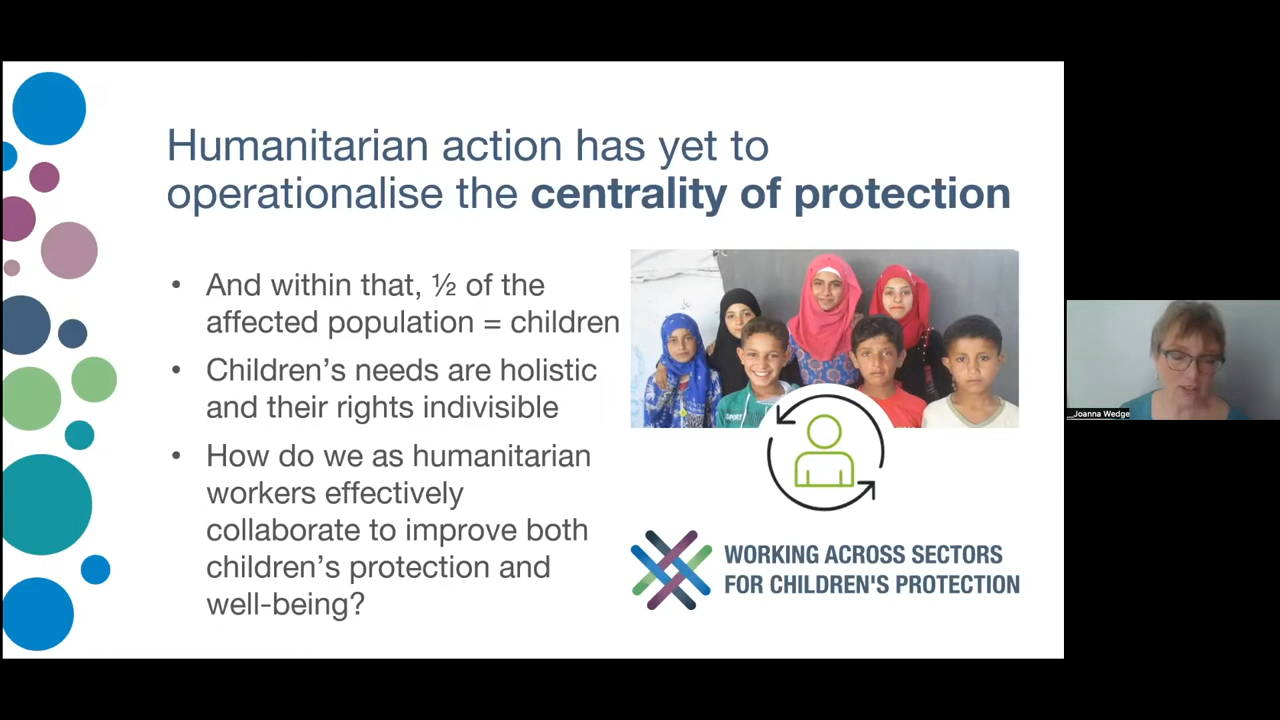 Humanitarian action has yet to
operationalise the centrality of protection
• And within that, ½ of the
affected population = children
• Children’s needs are holistic
and their rights indivisible
• How do we as humanitarian
workers effectively
collaborate to improve both
children’s protection and
well-being?
SPORT
WORKING ACROSS SECTORS
FOR CHILDREN'S PROTECTION
Joanna Wedge